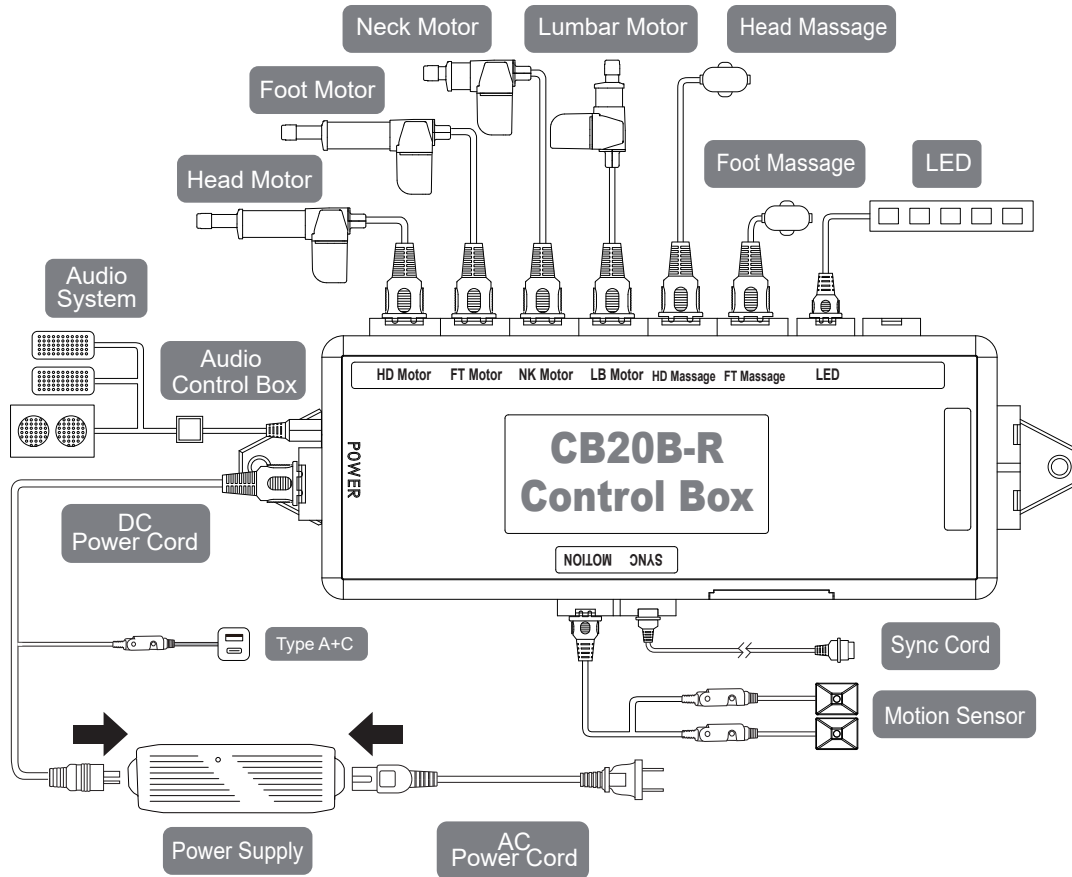 Neck Motor
Lumbar Motor
Head Massage
Foot Motor
Foot Massage
LED
Head Motor
Audio
System
Audio
Control Box
HD Motor FT Motor NK Motor LB Motor HD Massage FT Massage LED
POWER
CB20B-R
Control Box
DC
Power Cord
MOTION SYNC
Type A+C
Sync Cord
Motion Sensor
Power Supply
AC
Power Cord